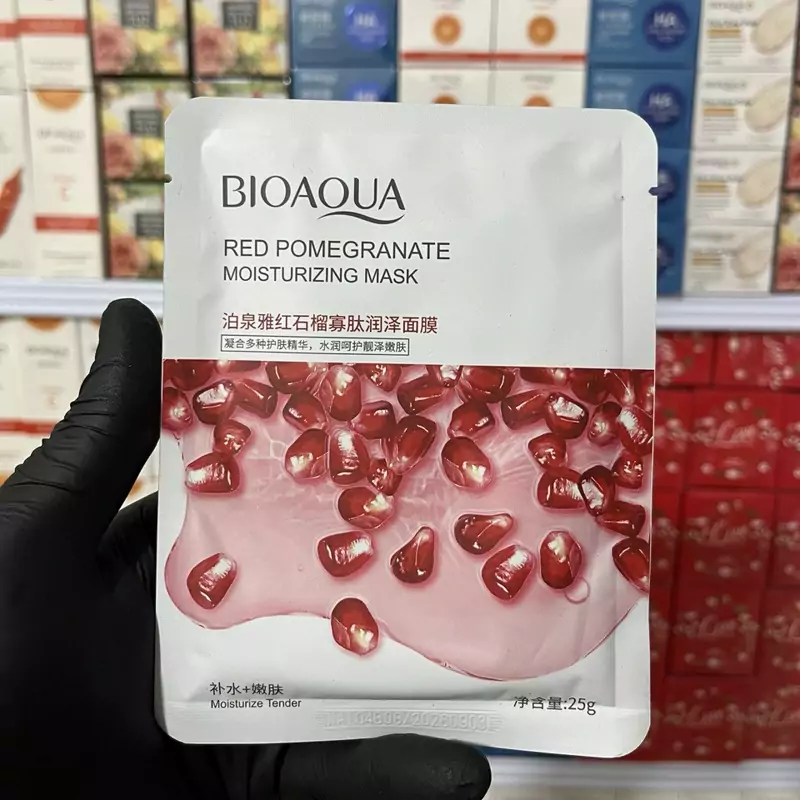 BIOAQUA
RED POMEGRANATE
MOISTURIZING MASK
泊泉雅红石榴寡肽润泽面膜
凝合多种护肤精华，水润呵护靓泽嫩肤
补水+嫩肤
Moisturize Tender
净含量:25g